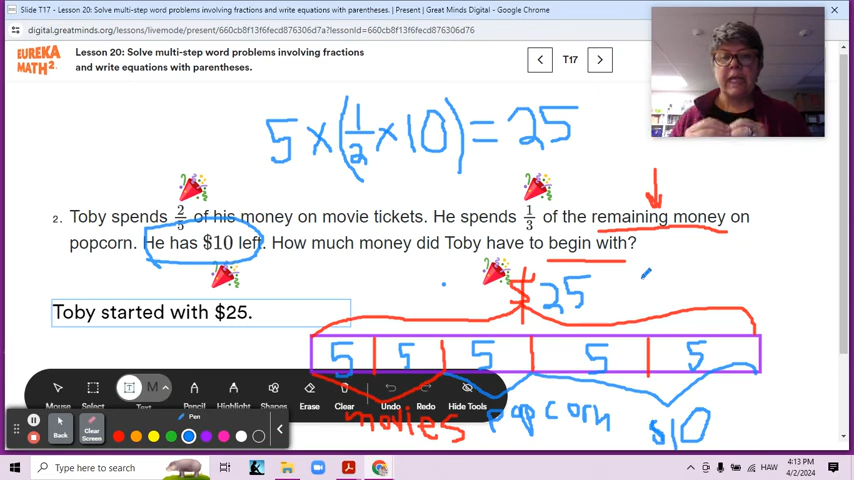 Slide T17 - Lesson 20: Solve multi-step word problems involving fractions and write equations with parentheses. | Present | Great Minds Digital - Google Chrome
digital.greatminds.org/lessons/livemode/present/660cb8f13f6fecd876f6317/660cb8f13f6fecd876?lessonId=660cb8f13f6fecd876f630d76
EUREKA
MATH²
Lesson 20: Solve multi-step word problems involving fractions
and write equations with parentheses.
T17
5 × (1/2 × 10) = 25
2. Toby spends 2/5 of his money on movie tickets. He spends 1/3 of the remaining money on
popcorn. He has $10 left. How much money did Toby have to begin with?
$ 25
Toby started with $25.
5 5 5 5 5
Mouse Select Text Pencil Highlight Shapes Erase Clear Undo Redo Hide Tools
movies popcorn $10
Pen
Back
Clear
Screen
Type here to search
HAW
4:13 PM
4/2/2024